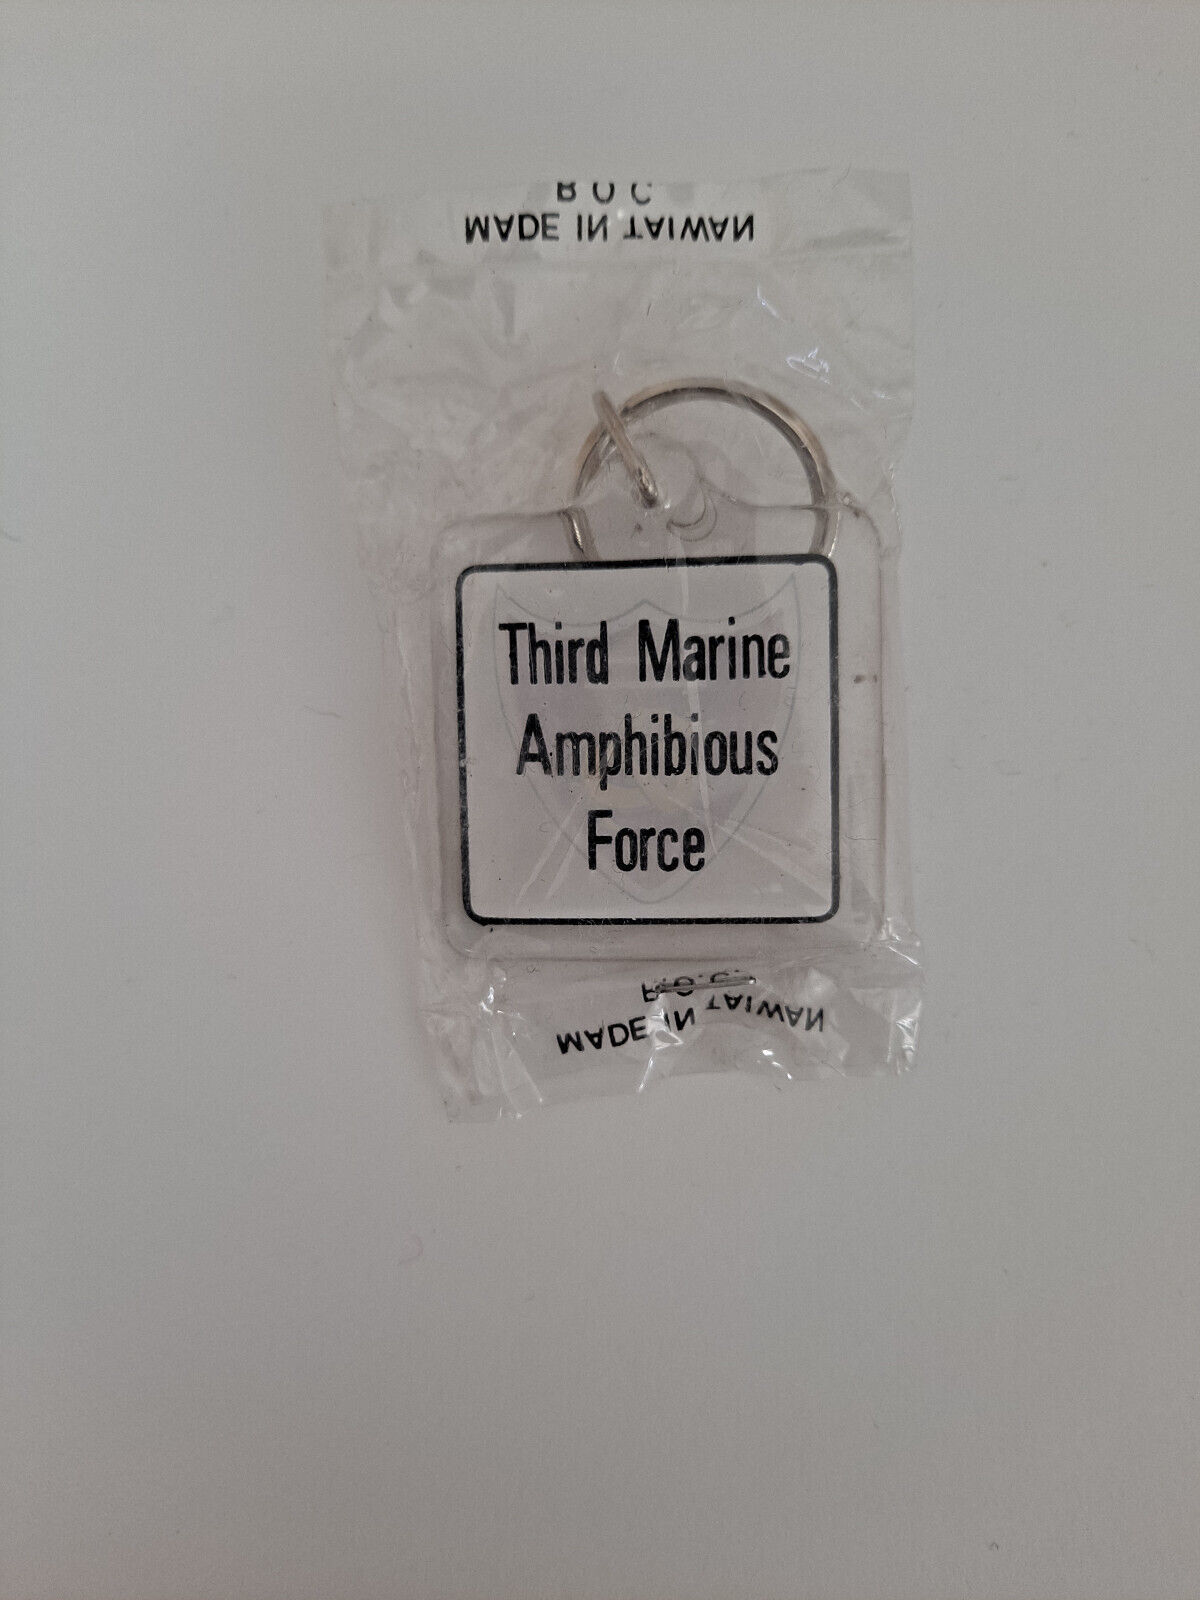 R.O.C.
MADE IN TAIWAN
Third Marine
Amphibious
Force
R.O.C.
MADE IN TAIWAN